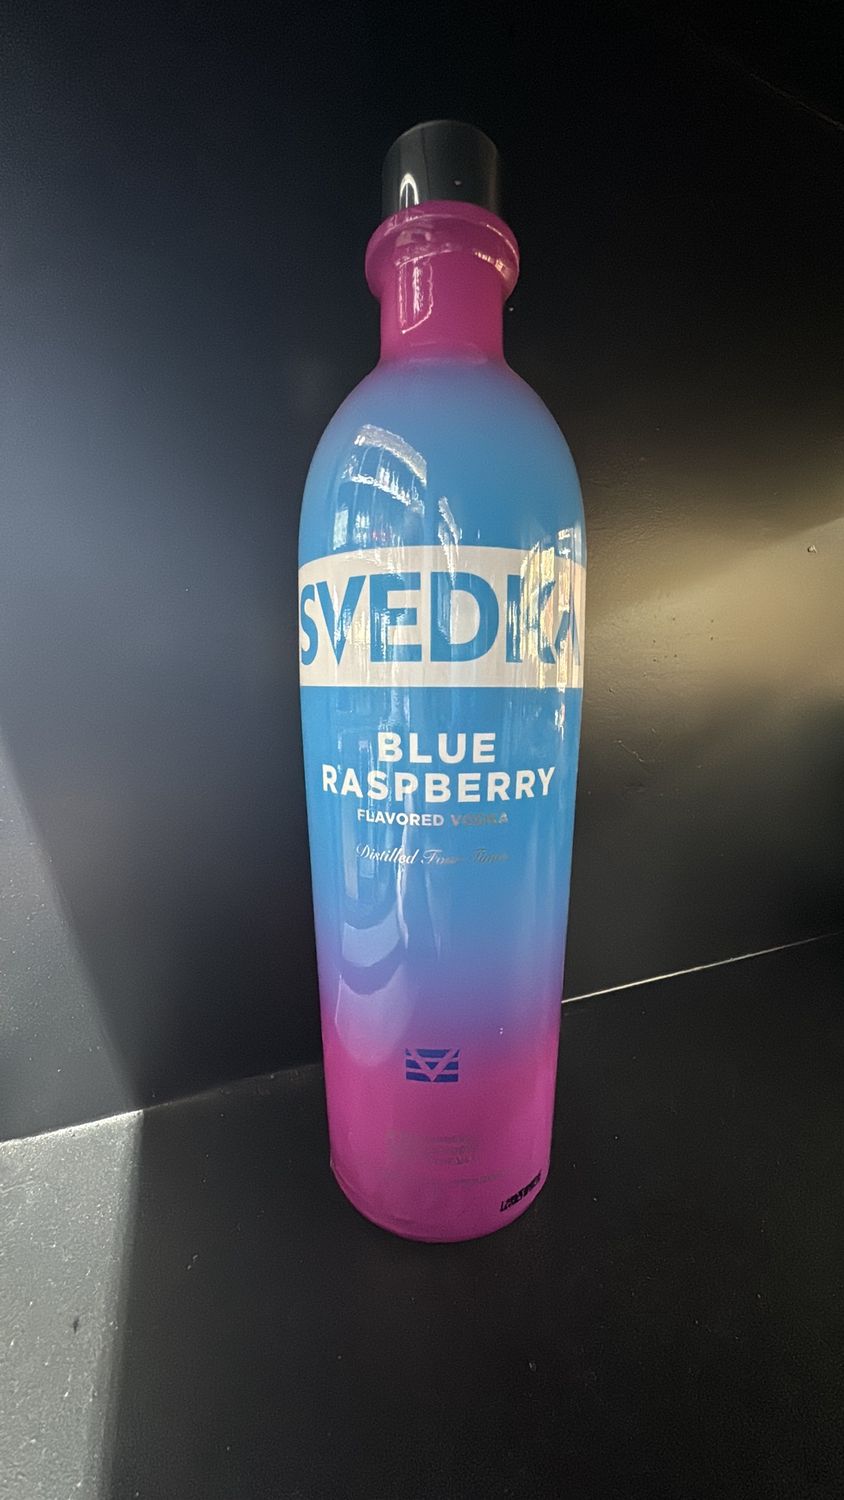 SVEDKA
BLUE
RASPBERRY
FLAVORED VODKA
Distilled Four Times